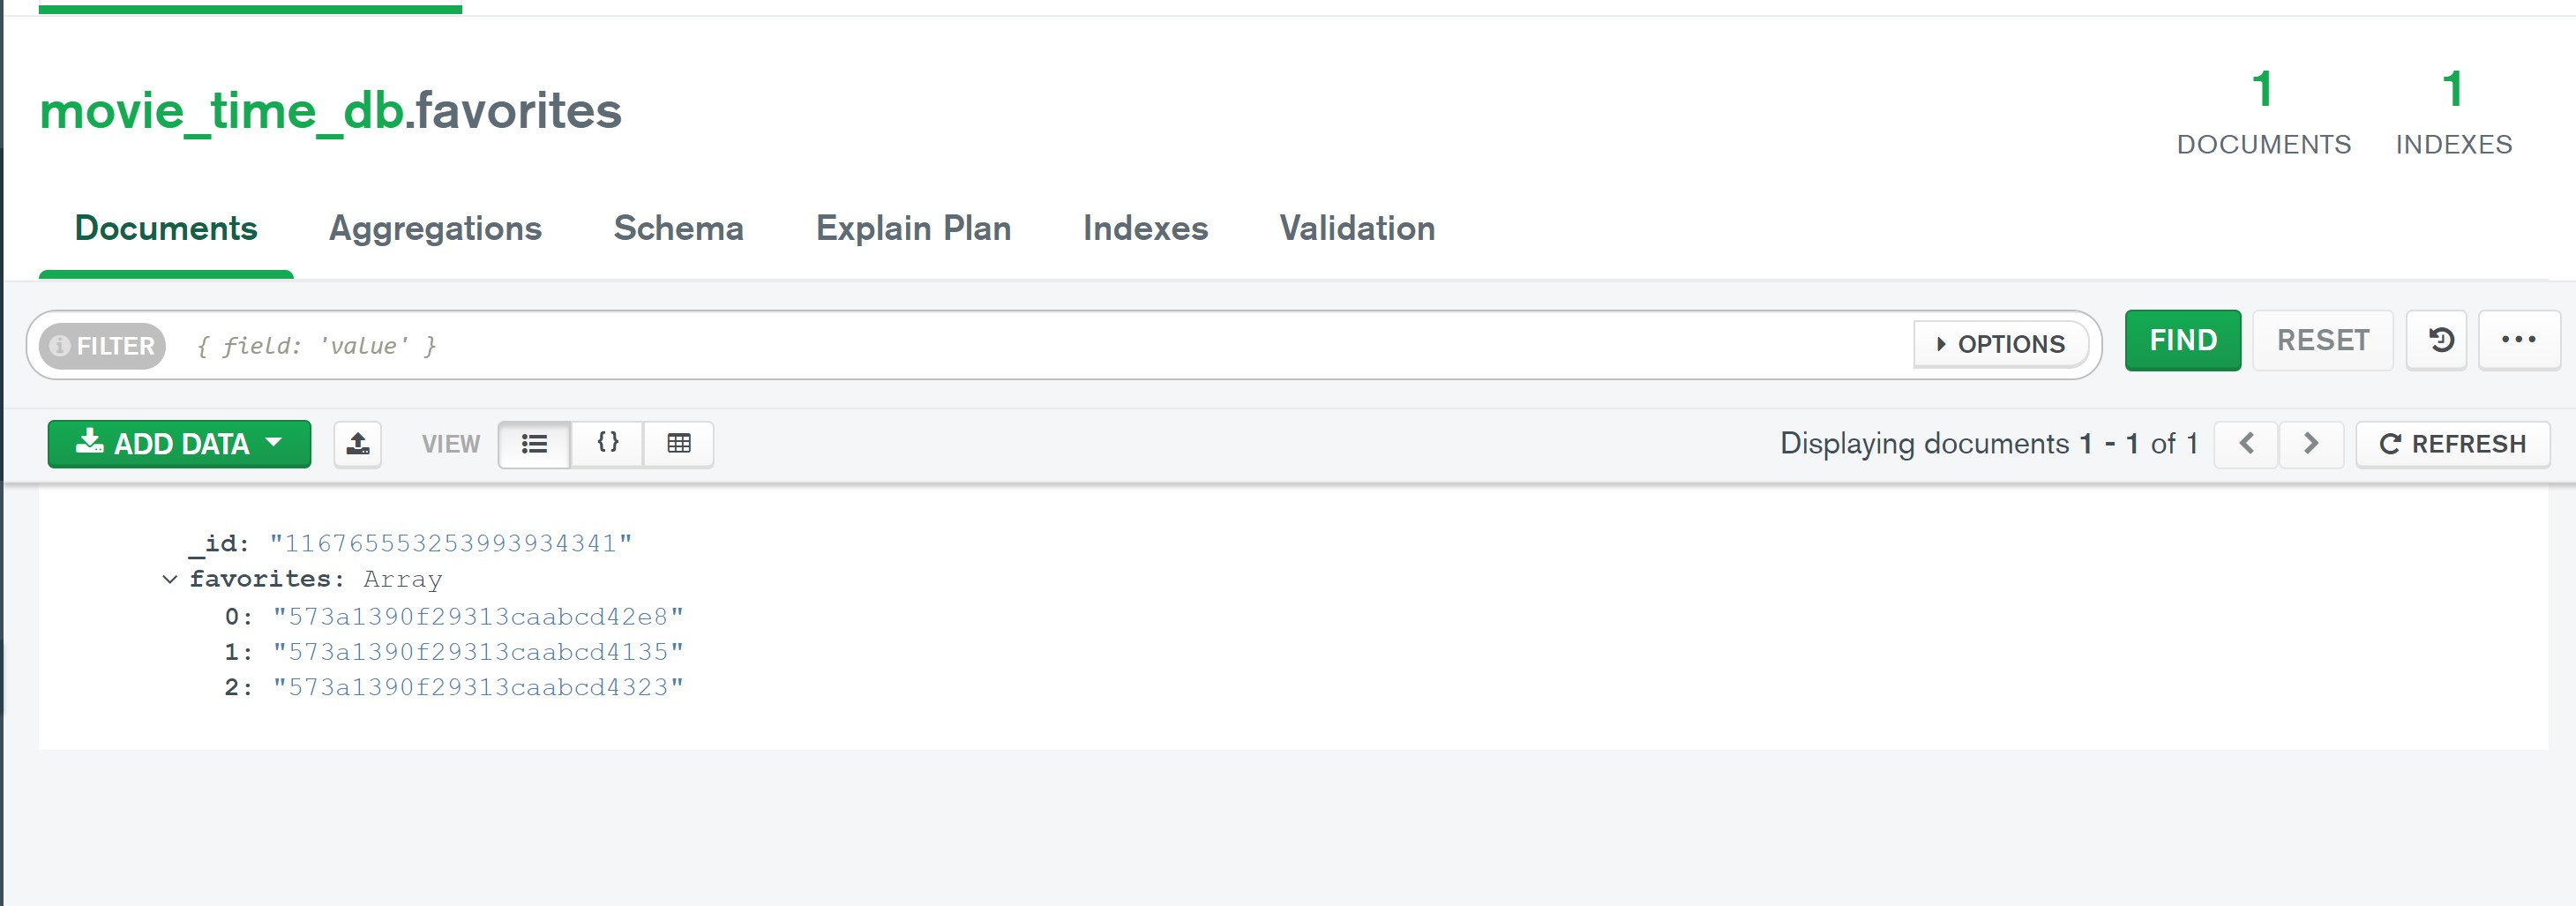 movie_time_db.favorites
1 DOCUMENTS
1 INDEXES
Documents Aggregations Schema Explain Plan Indexes Validation
FILTER { field: 'value' } OPTIONS FIND RESET
ADD DATA VIEW {} Displaying documents 1 - 1 of 1 REFRESH
_id: "116765553253993934341"
favorites: Array
0: "573a1390f29313caabcd42e8"
1: "573a1390f29313caabcd4135"
2: "573a1390f29313caabcd4323"